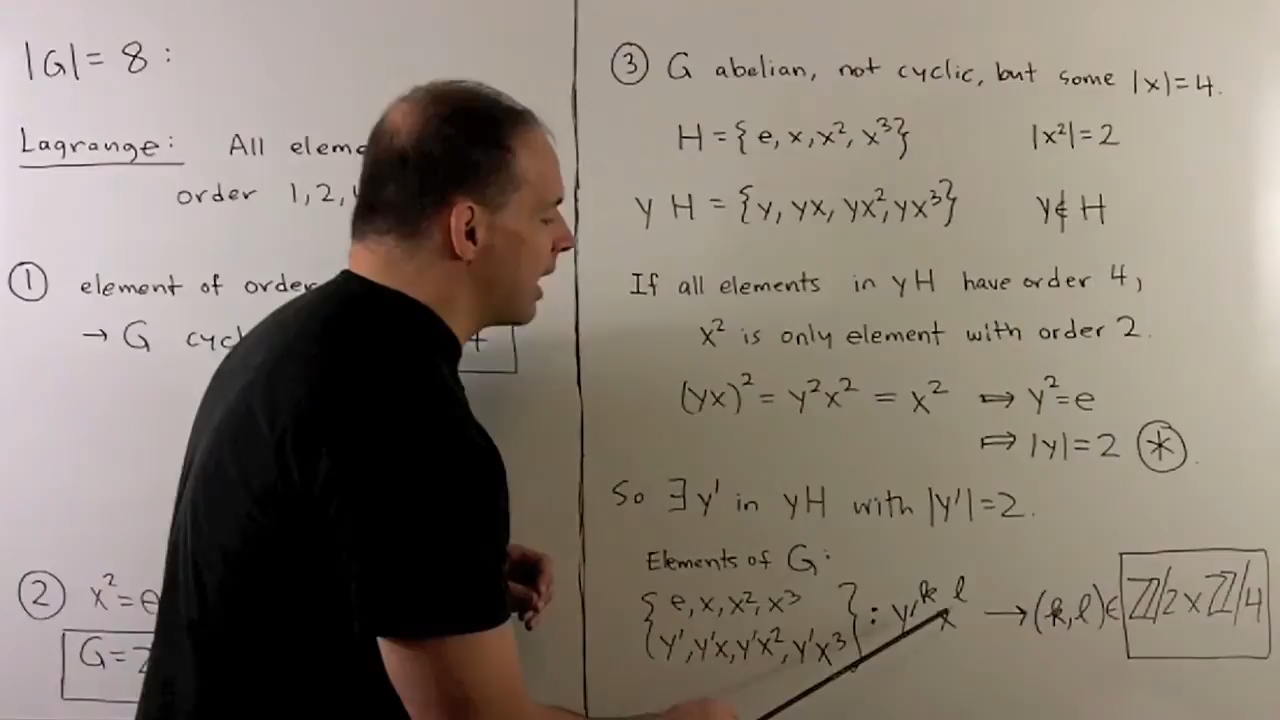 |G| = 8 :
Lagrange: All
order 1, 2,
① element of order
→ G
② x² = e
G =
③ G abelian, not cyclic, but some |x| = 4.
H = {e, x, x², x³} |x²| = 2
y H = {y, yx, yx², yx³} y ∉ H
If all elements in yH have order 4,
x² is only element with order 2.
(yx)² = y²x² = x² ⇒ y² = e
⇒ |y| = 2 ⊛.
So ∃ y' in yH with |y'| = 2.
Elements of G:
{e, x, x², x³
y', y'x, y'x², y'x³} : y'ᵏ xˡ → (k, l) ∈ ℤ/2 × ℤ/4